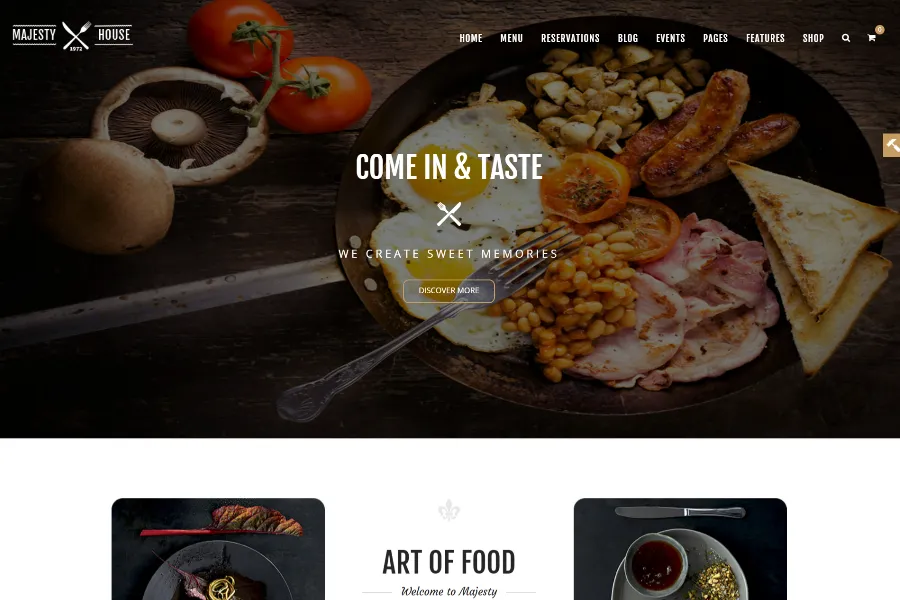 MAJESTY HOUSE
1972
HOME MENU RESERVATIONS BLOG EVENTS PAGES FEATURES SHOP
0
COME IN & TASTE
WE CREATE SWEET MEMORIES
DISCOVER MORE
ART OF FOOD
Welcome to Majesty